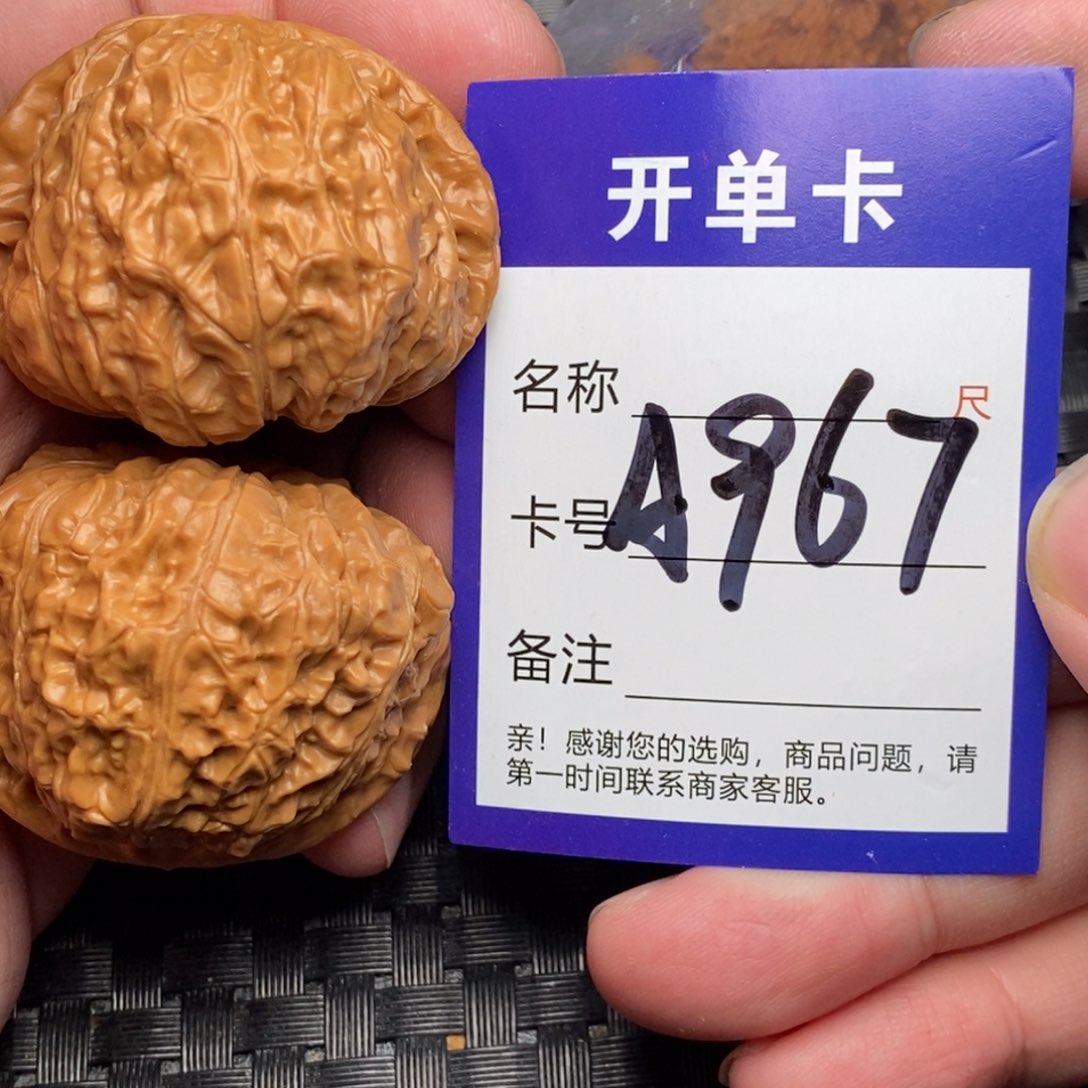 开单卡
名称
尺
卡号 A967
备注
亲！感谢您的选购，商品问题，请
第一时间联系商家客服。